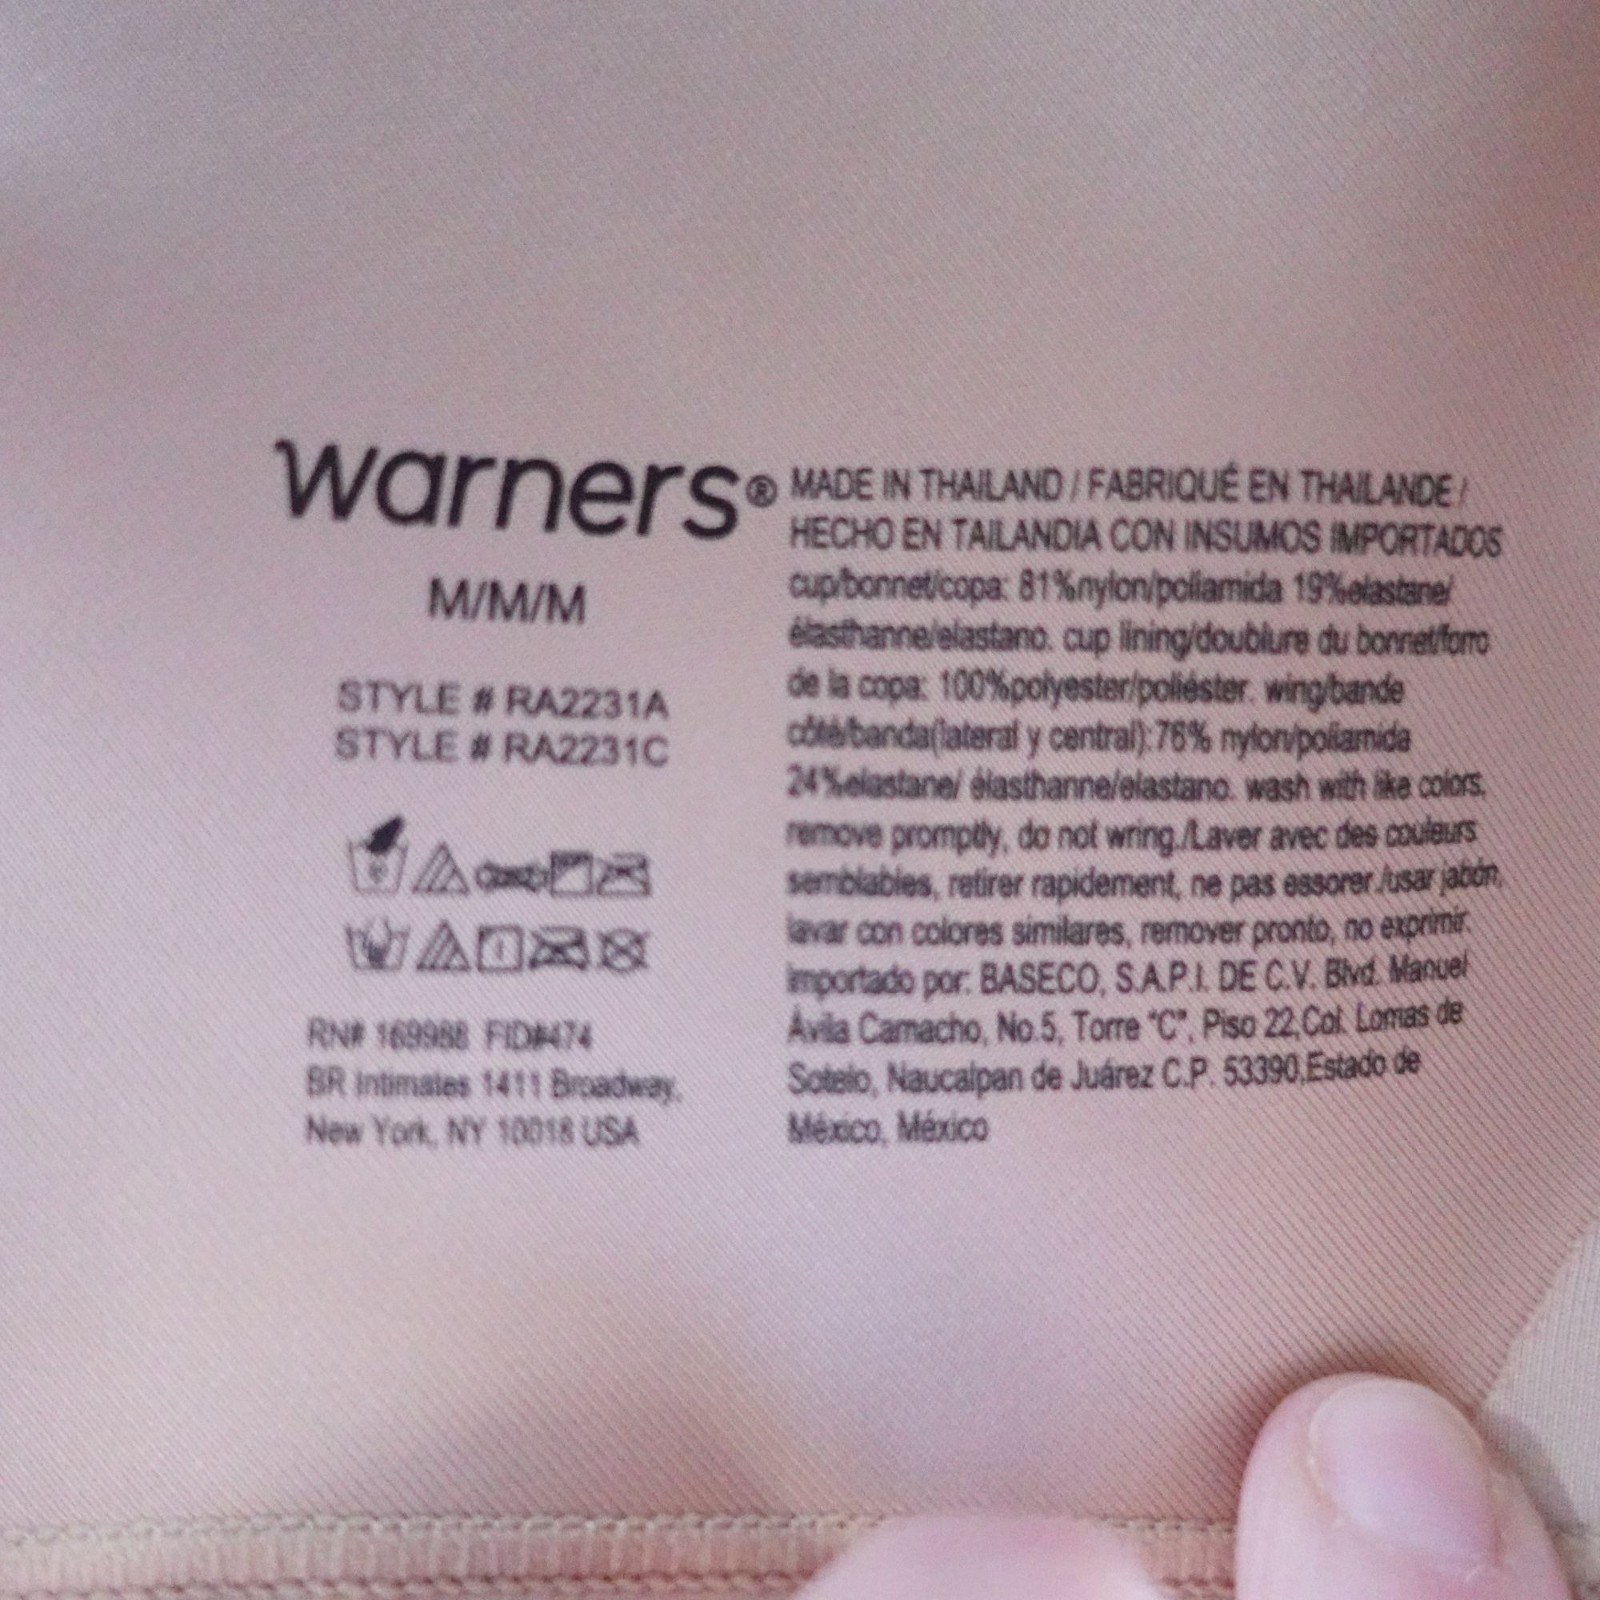 warners®
M/M/M
STYLE # RA2231A
STYLE # RA2231C
RN# 169988 FID#474
BR Intimates 1411 Broadway,
New York, NY 10018 USA
MADE IN THAILAND / FABRIQUÉ EN THAILANDE /
HECHO EN TAILANDIA CON INSUMOS IMPORTADOS
cup/bonnet/copa: 81%nylon/poliamida 19%elastane/
élasthanne/elastano. cup lining/doublure du bonnet/forro
de la copa: 100%polyester/poliéster. wing/bande
côté/banda(lateral y central):76% nylon/poliamida
24%elastane/ élasthanne/elastano. wash with like colors,
remove promptly, do not wring./Laver avec des couleurs
semblables, retirer rapidement, ne pas essorer./usar jabón,
lavar con colores similares, remover pronto, no exprimir.
Importado por: BASECO, S.A.P.I. DE C.V. Blvd. Manuel
Ávila Camacho, No.5, Torre "C", Piso 22,Col. Lomas de
Sotelo, Naucalpan de Juárez C.P. 53390,Estado de
México, México